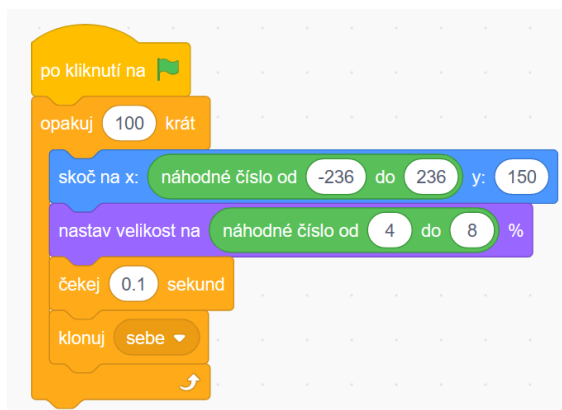 po kliknutí na
opakuj 100 krát
skoč na x: náhodné číslo od -236 do 236 y: 150
nastav velikost na náhodné číslo od 4 do 8 %
čekej 0.1 sekund
klonuj sebe